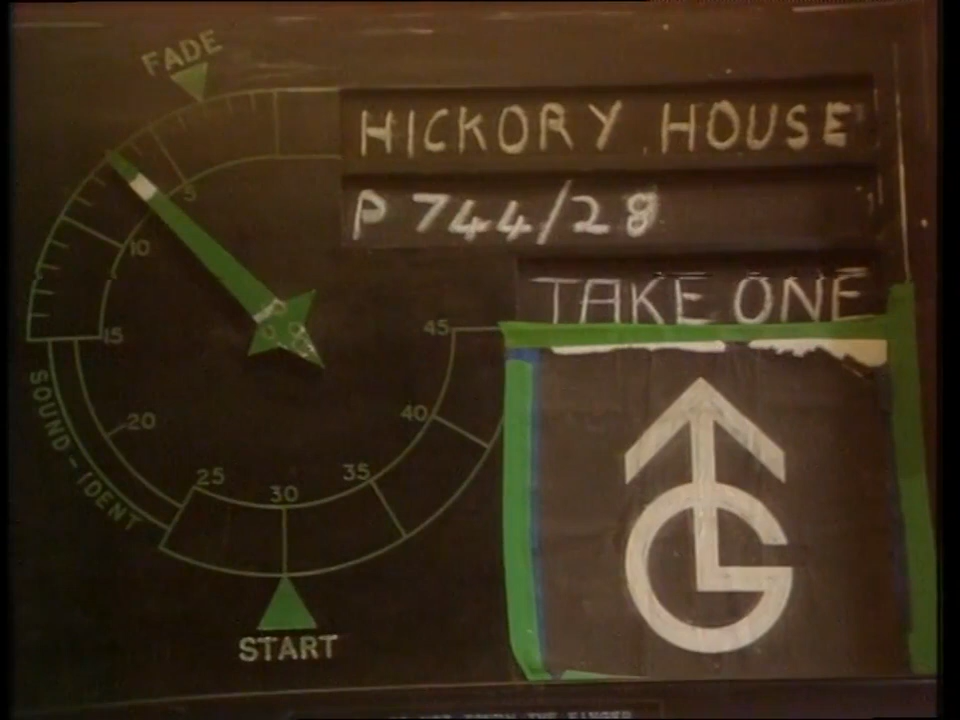 FADE
HICKORY HOUSE
P 744/28
TAKE ONE
5
10
15
20
25
30
35
40
45
SOUND-IDENT
START
G